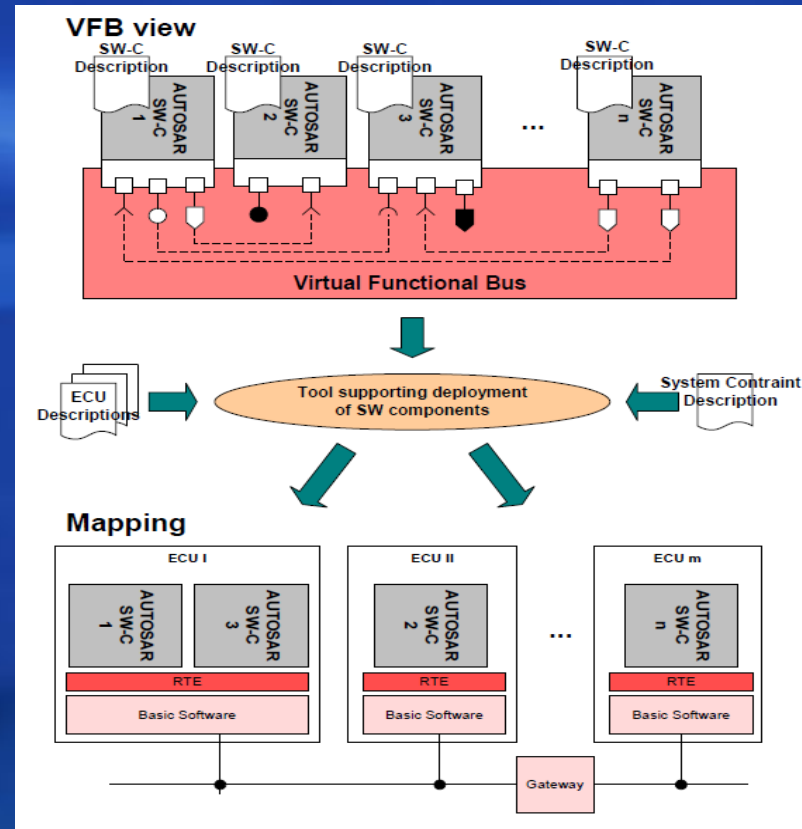 VFB view
SW-C
Description
SW-C
Description
SW-C
Description
SW-C
Description
AUTOSAR
SW-C
1
AUTOSAR
SW-C
2
AUTOSAR
SW-C
3
...
AUTOSAR
SW-C
n
Virtual Functional Bus
ECU
Descriptions
Tool supporting deployment
of SW components
System Contraint
Description
Mapping
ECU I
ECU II
ECU m
AUTOSAR
SW-C
1
AUTOSAR
SW-C
3
AUTOSAR
SW-C
2
...
AUTOSAR
SW-C
n
RTE
RTE
RTE
Basic Software
Basic Software
Basic Software
Gateway